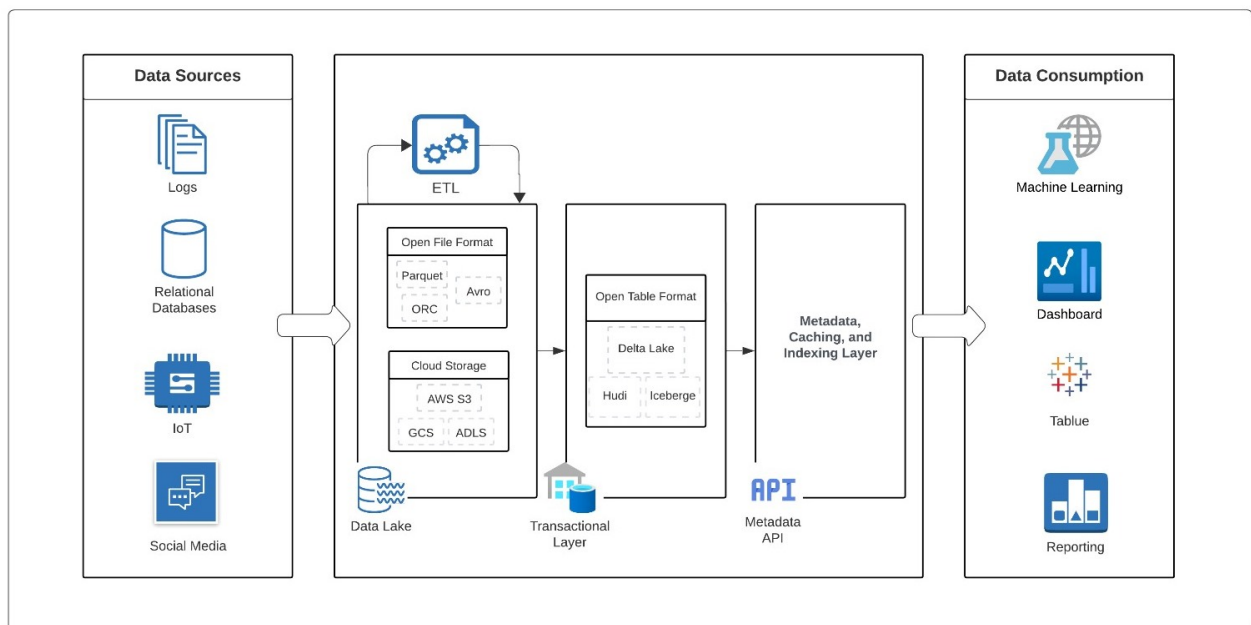 Data Sources
Logs
Relational
Databases
IoT
Social Media
ETL
Open File Format
Parquet
Avro
ORC
Cloud Storage
AWS S3
GCS
ADLS
Data Lake
Open Table Format
Delta Lake
Hudi
Iceberge
Transactional
Layer
Metadata,
Caching, and
Indexing Layer
API
Metadata
API
Data Consumption
Machine Learning
Dashboard
Tablue
Reporting